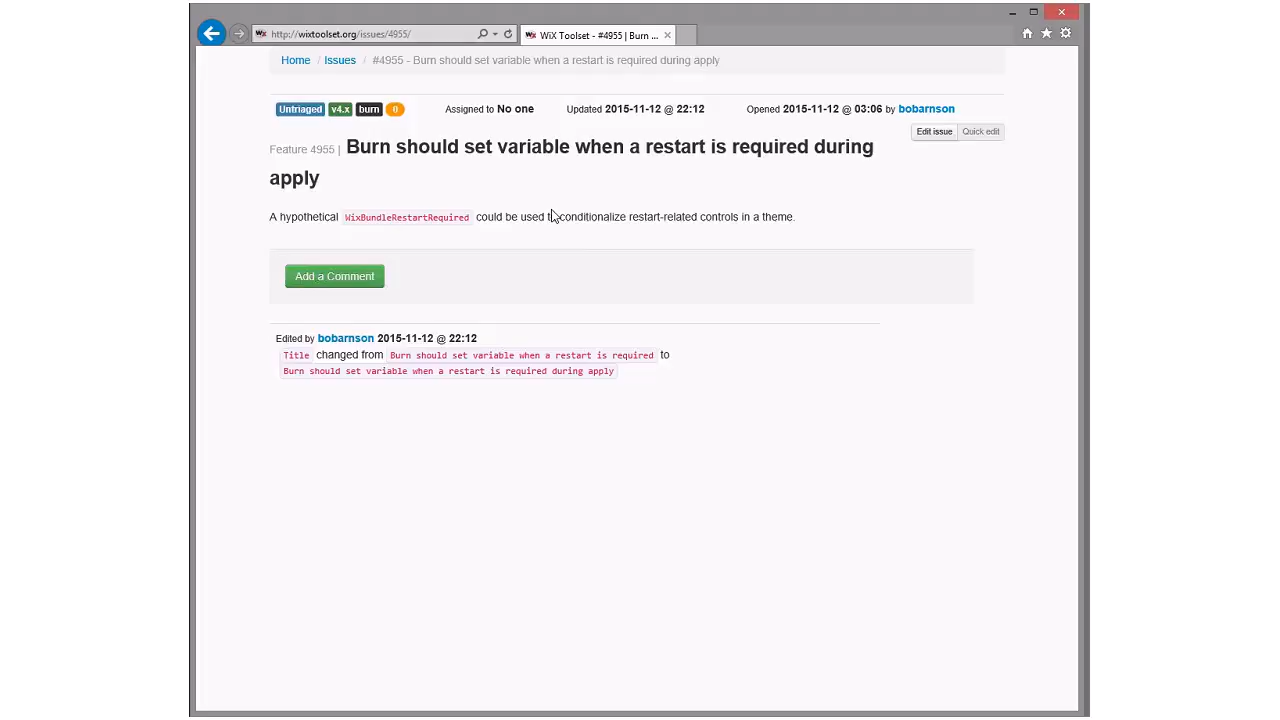 http://wixtoolset.org/issues/4955/
WiX Toolset - #4955 | Burn ...
Home / Issues / #4955 - Burn should set variable when a restart is required during apply
Untriaged v4.x burn 0 Assigned to No one Updated 2015-11-12 @ 22:12 Opened 2015-11-12 @ 03:06 by bobarnson
Edit issue Quick edit
Feature 4955 | Burn should set variable when a restart is required during
apply
A hypothetical WixBundleRestartRequired could be used to conditionalize restart-related controls in a theme.
Add a Comment
Edited by bobarnson 2015-11-12 @ 22:12
Title changed from Burn should set variable when a restart is required to
Burn should set variable when a restart is required during apply